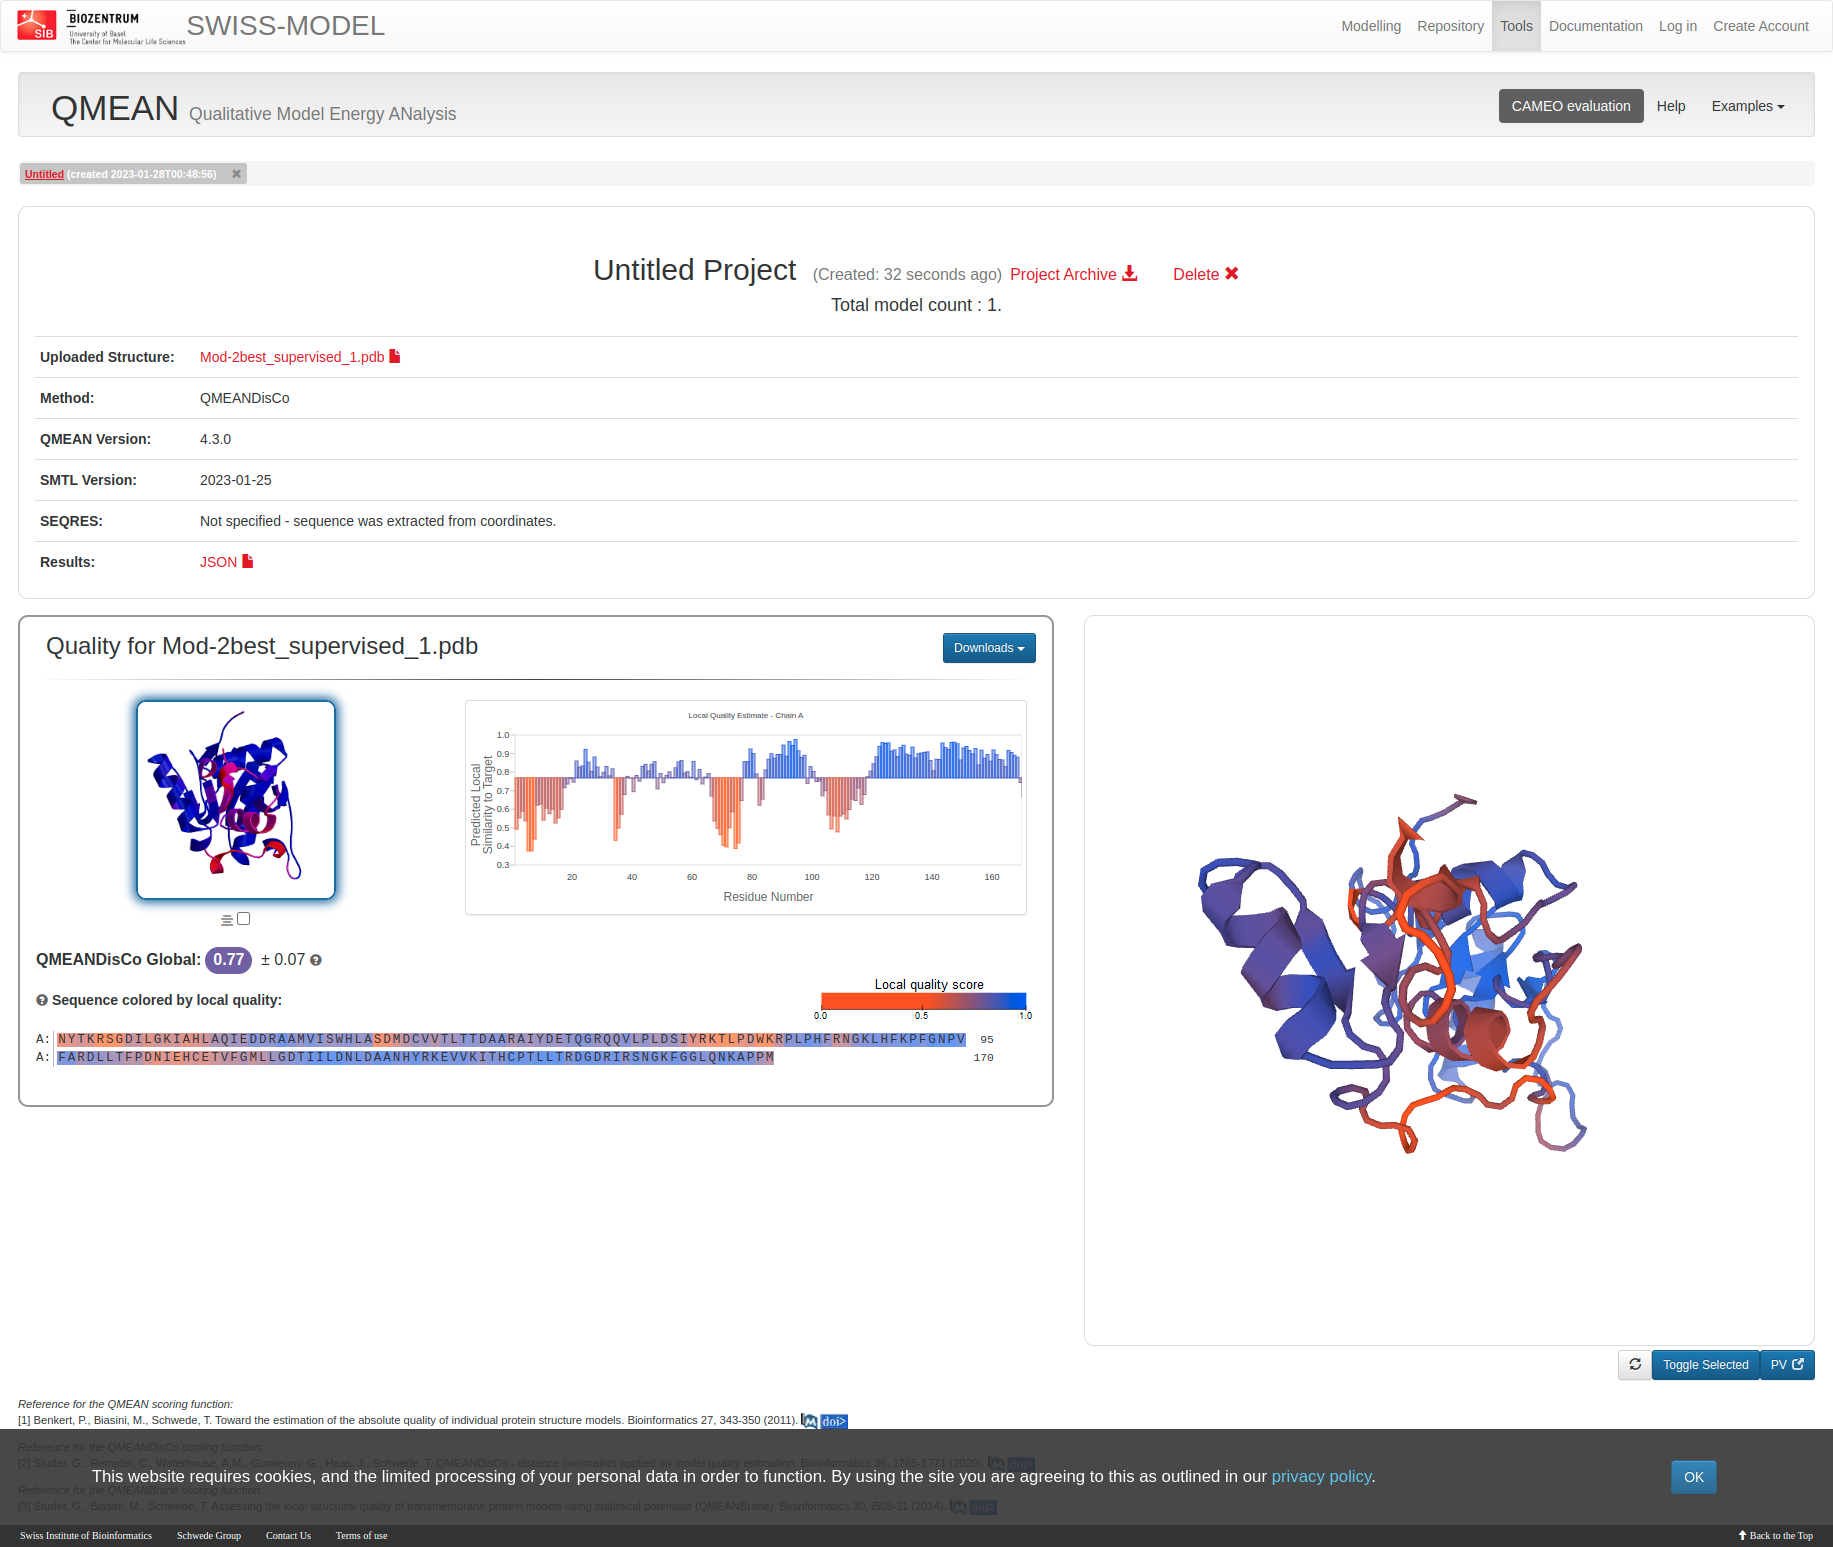 SIB
BIOZENTRUM
University of Basel
The Center for Molecular Life Sciences
SWISS-MODEL
Modelling Repository Tools Documentation Log in Create Account
QMEAN Qualitative Model Energy ANalysis
CAMEO evaluation Help Examples
Untitled (created 2023-01-28T00:48:56)
Untitled Project (Created: 32 seconds ago) Project Archive Delete
Total model count : 1.
Uploaded Structure: Mod-2best_supervised_1.pdb
Method: QMEANDisCo
QMEAN Version: 4.3.0
SMTL Version: 2023-01-25
SEQRES: Not specified - sequence was extracted from coordinates.
Results: JSON
Quality for Mod-2best_supervised_1.pdb
Downloads
Local Quality Estimate - Chain A
Predicted Local
Similarity to Target
1.0
0.9
0.8
0.7
0.6
0.5
0.4
0.3
20 40 60 80 100 120 140 160
Residue Number
QMEANDisCo Global: 0.77 ± 0.07
Sequence colored by local quality:
Local quality score
0.0 0.5 1.0
A: NYTKRSGDILGKIAHLAQIEDDRAAMVISWHLASDMDCVVTLTTDAARAIYDETQGRQQVLPLDSIYRKTLPDWKRPLPHFRNGKLHFKPFGNPV 95
A: FARDLLTFPDNIEHCETVFGMLLGDTIILDNLDAANHYRKEVVKITHCPTLLTRDGDRIRSNGKFGGLQNKAPPM 170
Toggle Selected PV
Reference for the QMEAN scoring function:
[1] Benkert, P., Biasini, M., Schwede, T. Toward the estimation of the absolute quality of individual protein structure models. Bioinformatics 27, 343-350 (2011). M doi>
Reference for the QMEANDisCo scoring function:
[2] Studer, G., Rempfer, C., Waterhouse, A.M., Gumienny, G., Haas, J., Schwede, T. QMEANDisCo - distance constraints applied on model quality estimation. Bioinformatics 36, 1765-1771 (2020). M doi>
This website requires cookies, and the limited processing of your personal data in order to function. By using the site you are agreeing to this as outlined in our privacy policy.
OK
Reference for the QMEANBrane scoring function:
[3] Studer, G., Biasini, M., Schwede, T. Assessing the local structural quality of transmembrane protein models using statistical potentials (QMEANBrane). Bioinformatics 30, i505-11 (2014). M doi>
Swiss Institute of Bioinformatics Schwede Group Contact Us Terms of use Back to the Top